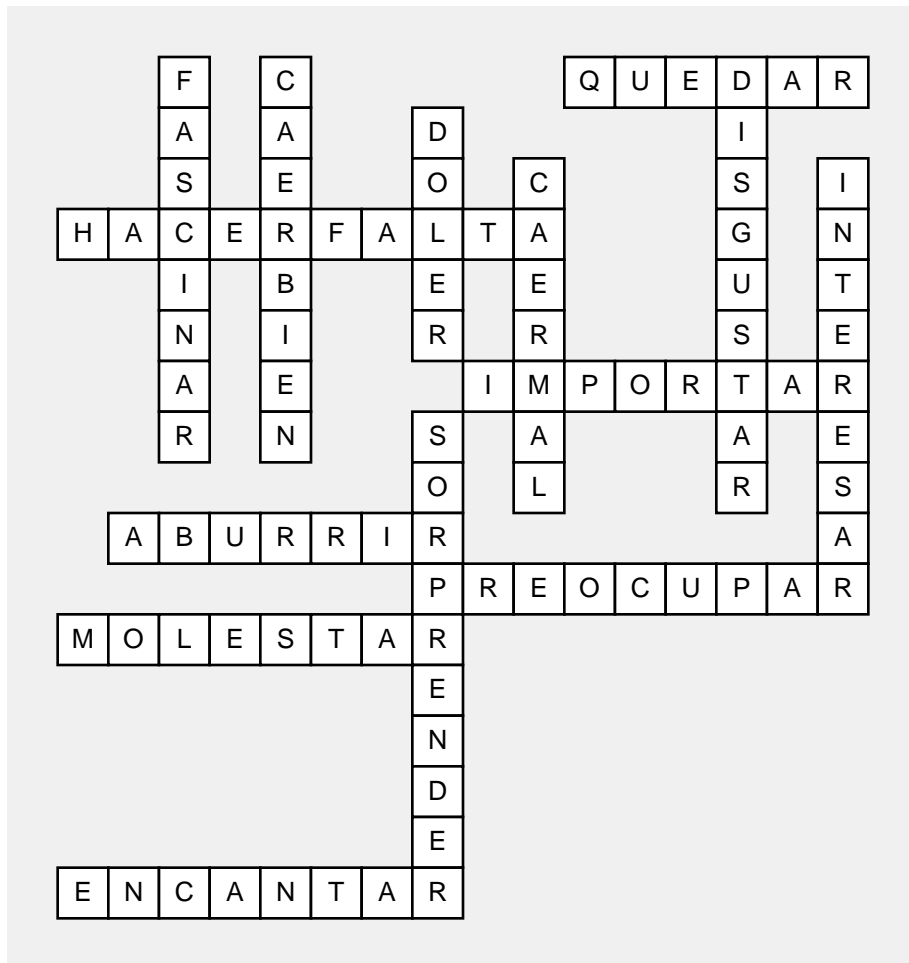 FASCINAR
CAERBIEN
QUEDAR
DISGUSTAR
DOLER
CAERMAL
INTERESAR
HACERFALTA
IMPORTAR
SORPRENDER
ABURRIR
PREOCUPAR
MOLESTAR
ENCANTAR